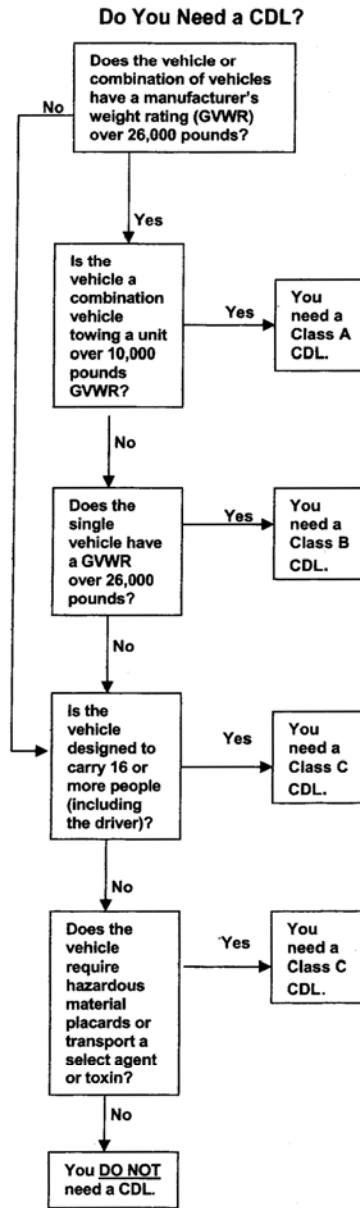 Do You Need a CDL?
Does the vehicle or
combination of vehicles
have a manufacturer's
weight rating (GVWR)
over 26,000 pounds?
No
Yes
Is the
vehicle a
combination
vehicle
towing a unit
over 10,000
pounds
GVWR?
Yes
You
need a
Class A
CDL.
No
Does the
single
vehicle have
a GVWR
over 26,000
pounds?
Yes
You
need a
Class B
CDL.
No
Is the
vehicle
designed to
carry 16 or
more people
(including
the driver)?
Yes
You
need a
Class C
CDL.
No
Does the
vehicle
require
hazardous
material
placards or
transport a
select agent
or toxin?
Yes
You
need a
Class C
CDL.
No
You DO NOT
need a CDL.